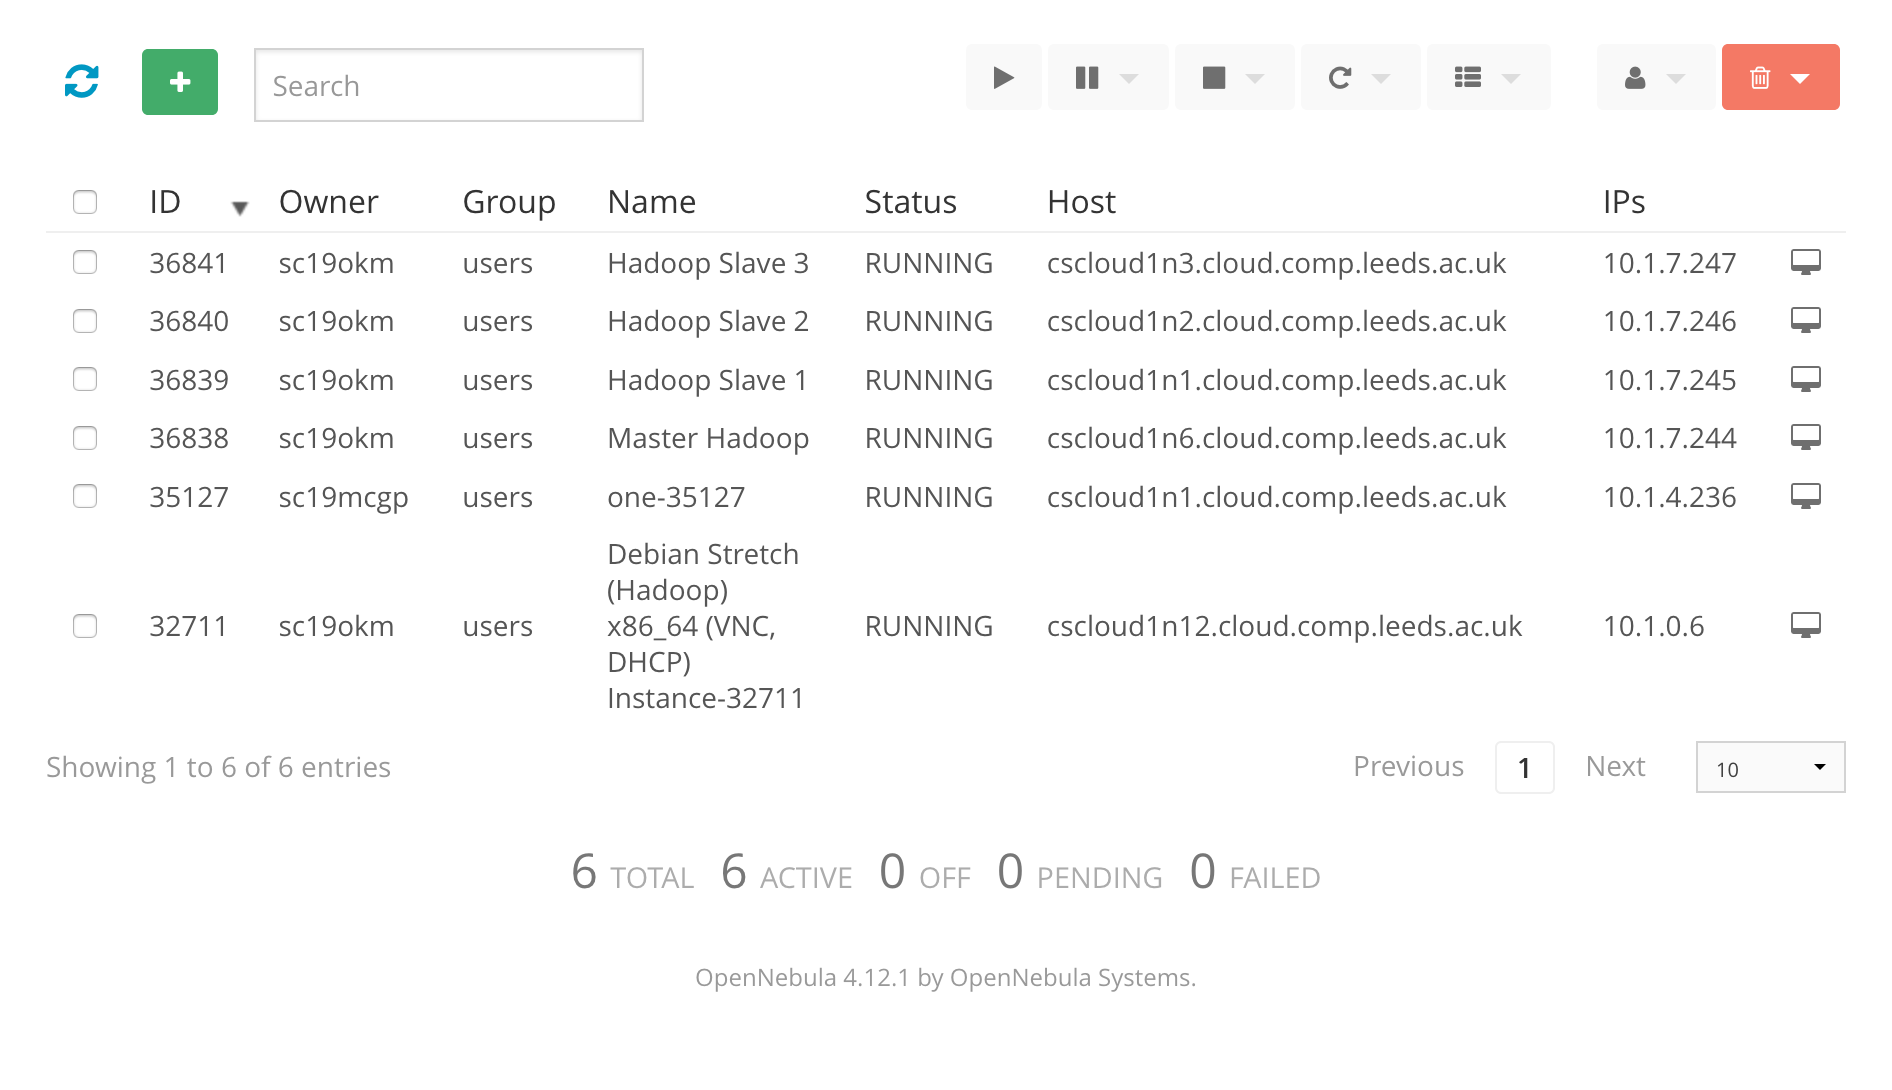 Search
ID Owner Group Name Status Host IPs
36841 sc19okm users Hadoop Slave 3 RUNNING cscloud1n3.cloud.comp.leeds.ac.uk 10.1.7.247
36840 sc19okm users Hadoop Slave 2 RUNNING cscloud1n2.cloud.comp.leeds.ac.uk 10.1.7.246
36839 sc19okm users Hadoop Slave 1 RUNNING cscloud1n1.cloud.comp.leeds.ac.uk 10.1.7.245
36838 sc19okm users Master Hadoop RUNNING cscloud1n6.cloud.comp.leeds.ac.uk 10.1.7.244
35127 sc19mcgp users one-35127 RUNNING cscloud1n1.cloud.comp.leeds.ac.uk 10.1.4.236
Debian Stretch
(Hadoop)
32711 sc19okm users x86_64 (VNC, RUNNING cscloud1n12.cloud.comp.leeds.ac.uk 10.1.0.6
DHCP)
Instance-32711
Showing 1 to 6 of 6 entries Previous 1 Next 10
6 TOTAL 6 ACTIVE 0 OFF 0 PENDING 0 FAILED
OpenNebula 4.12.1 by OpenNebula Systems.